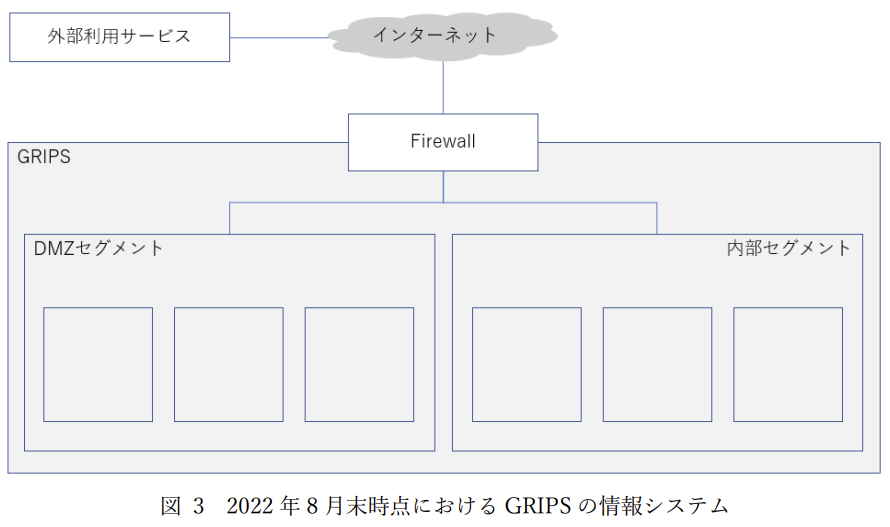 外部利用サービス
インターネット
Firewall
GRIPS
DMZセグメント
内部セグメント
図 3 2022 年 8 月末時点における GRIPS の情報システム